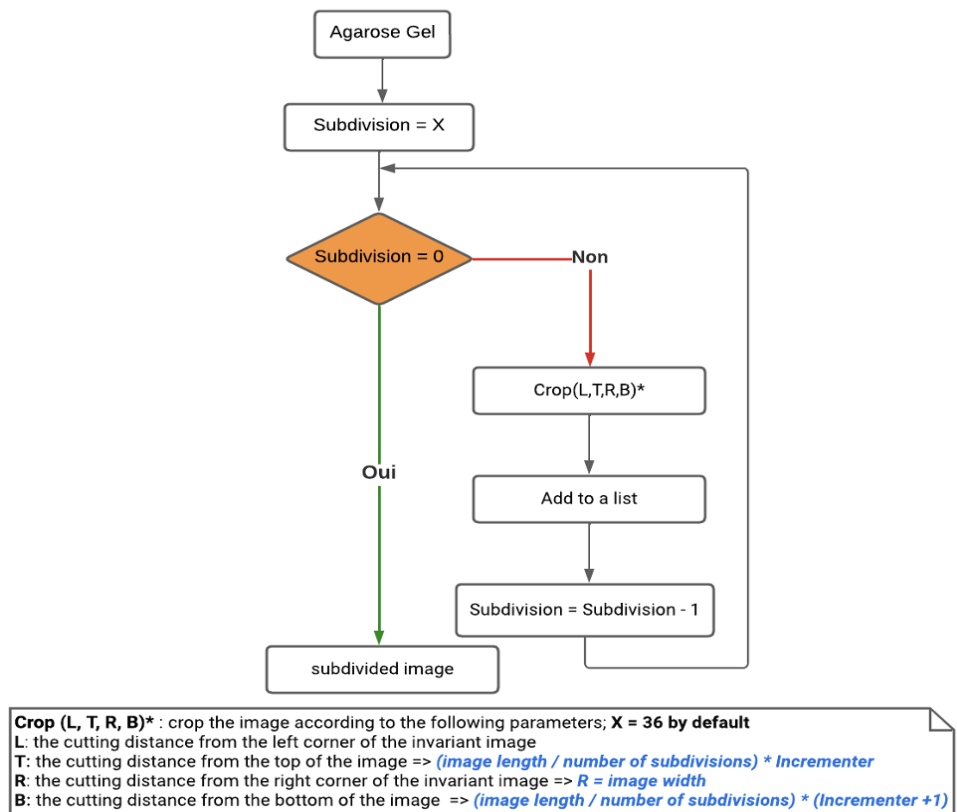 Agarose Gel
Subdivision = X
Subdivision = 0
Non
Crop(L,T,R,B)*
Oui
Add to a list
Subdivision = Subdivision - 1
subdivided image
Crop (L, T, R, B)* : crop the image according to the following parameters; X = 36 by default
L: the cutting distance from the left corner of the invariant image
T: the cutting distance from the top of the image => (image length / number of subdivisions) * Incrementer
R: the cutting distance from the right corner of the invariant image => R = image width
B: the cutting distance from the bottom of the image => (image length / number of subdivisions) * (Incrementer +1)